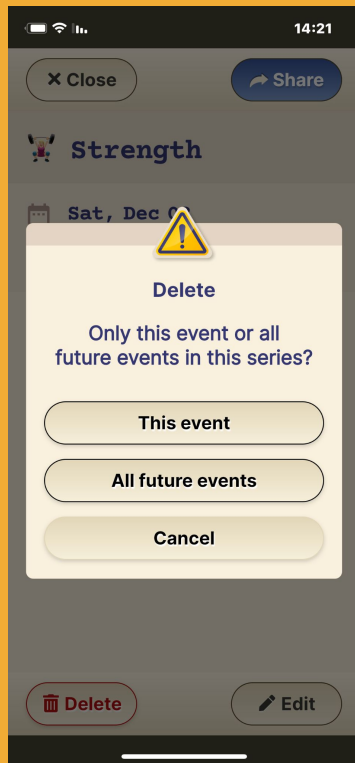 14:21
Close
Share
Strength
Sat, Dec
Delete
Only this event or all
future events in this series?
This event
All future events
Cancel
Delete
Edit